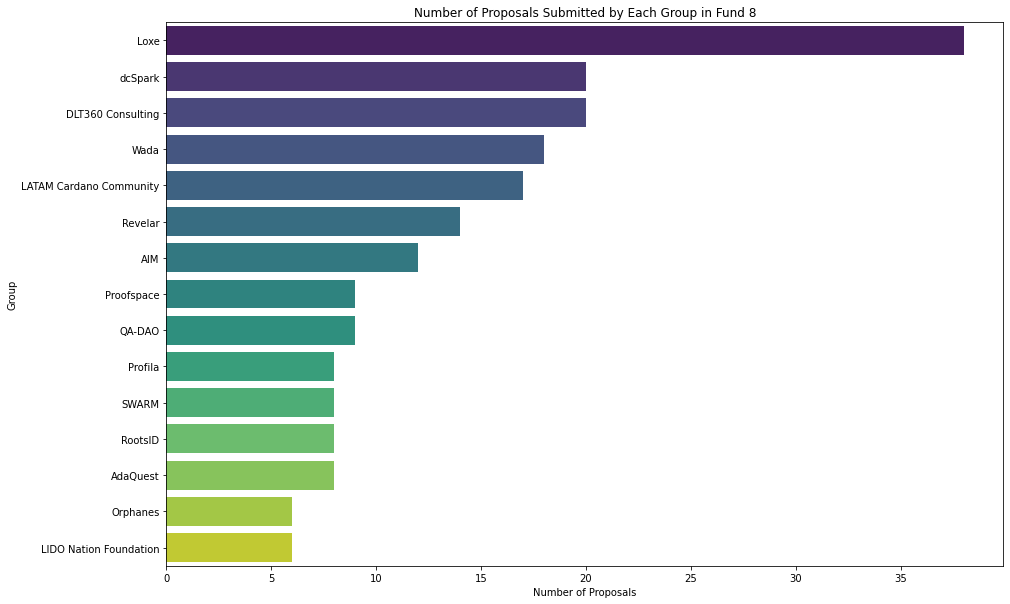 Number of Proposals Submitted by Each Group in Fund 8
Group
Loxe
dcSpark
DLT360 Consulting
Wada
LATAM Cardano Community
Revelar
AIM
Proofspace
QA-DAO
Profila
SWARM
RootsID
AdaQuest
Orphanes
LIDO Nation Foundation
0 5 10 15 20 25 30 35
Number of Proposals